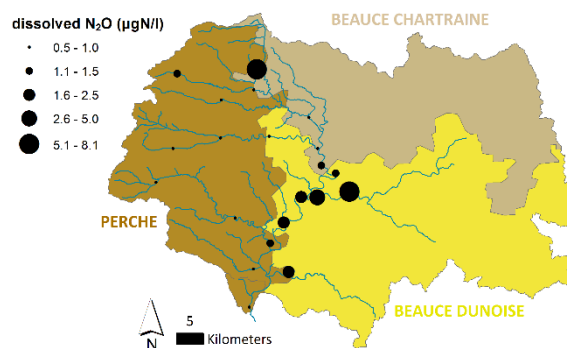 dissolved N₂O (µgN/l)
0.5 - 1.0
1.1 - 1.5
1.6 - 2.5
2.6 - 5.0
5.1 - 8.1
BEAUCE CHARTRAINE
PERCHE
BEAUCE DUNOISE
5
Kilometers
N